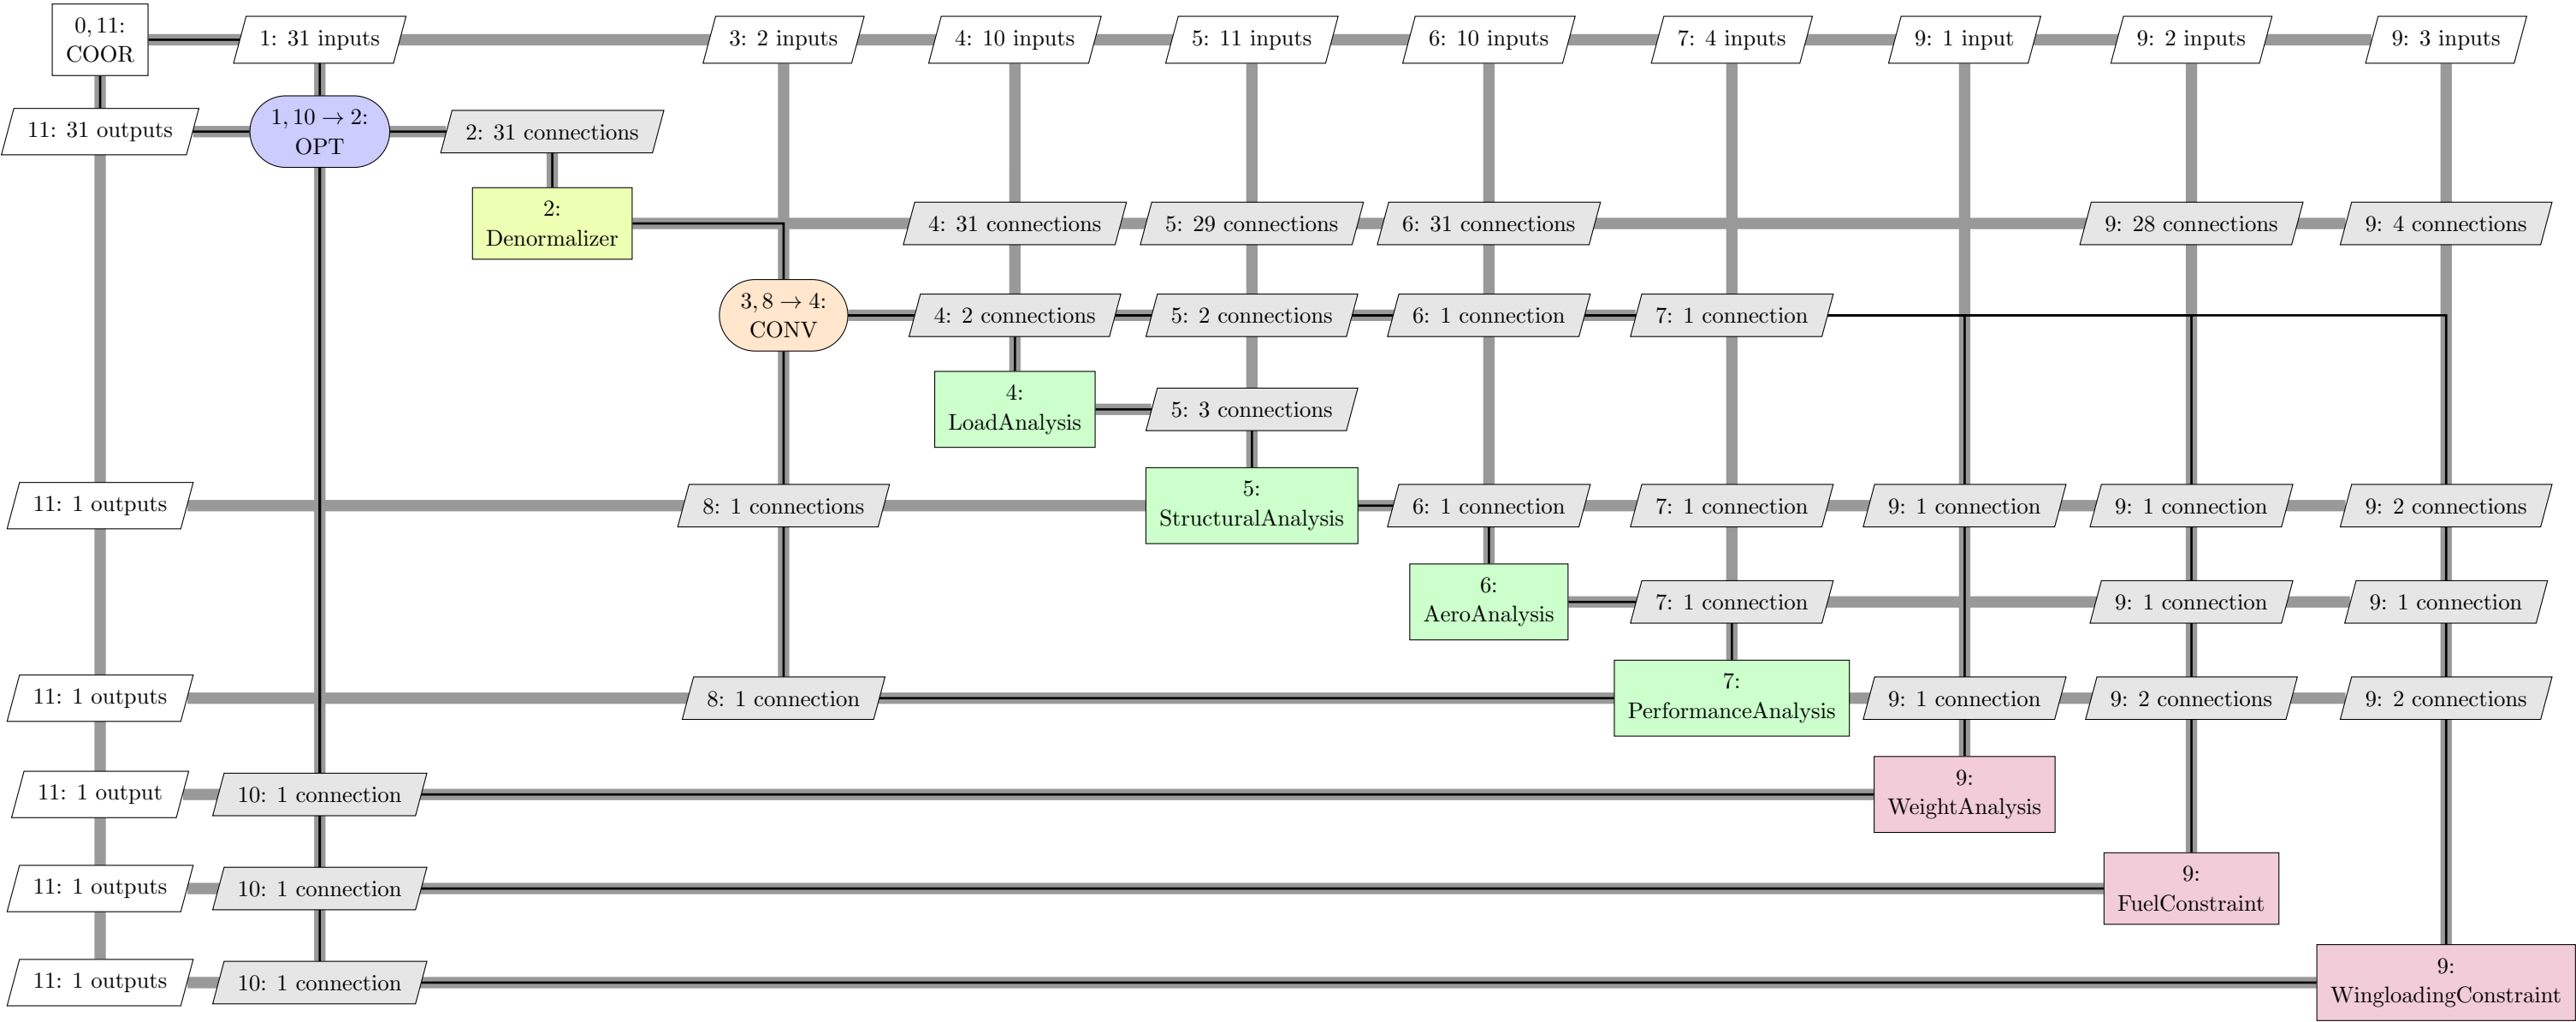 0, 11:
COOR
1: 31 inputs
3: 2 inputs
4: 10 inputs
5: 11 inputs
6: 10 inputs
7: 4 inputs
9: 1 input
9: 2 inputs
9: 3 inputs
11: 31 outputs
1, 10 → 2:
OPT
2: 31 connections
2:
Denormalizer
4: 31 connections
5: 29 connections
6: 31 connections
9: 28 connections
9: 4 connections
3, 8 → 4:
CONV
4: 2 connections
5: 2 connections
6: 1 connection
7: 1 connection
4:
LoadAnalysis
5: 3 connections
11: 1 outputs
8: 1 connections
5:
StructuralAnalysis
6: 1 connection
7: 1 connection
9: 1 connection
9: 1 connection
9: 2 connections
6:
AeroAnalysis
7: 1 connection
9: 1 connection
9: 1 connection
11: 1 outputs
8: 1 connection
7:
PerformanceAnalysis
9: 1 connection
9: 2 connections
9: 2 connections
11: 1 output
10: 1 connection
9:
WeightAnalysis
11: 1 outputs
10: 1 connection
9:
FuelConstraint
11: 1 outputs
10: 1 connection
9:
WingloadingConstraint